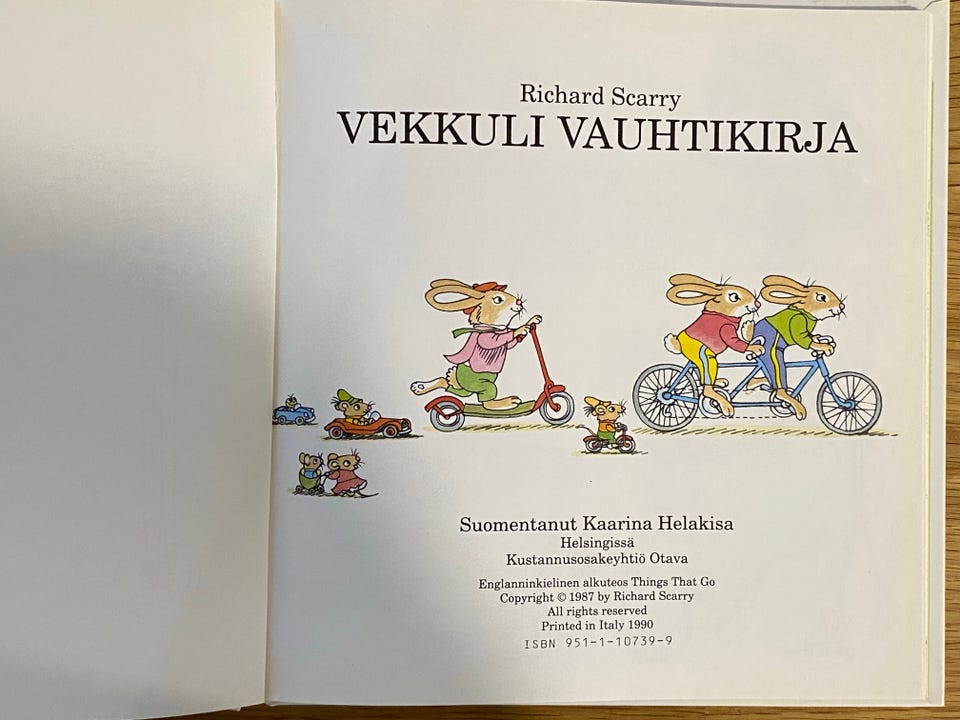 Richard Scarry
VEKKULI VAUHTIKIRJA
Suomentanut Kaarina Helakisa
Helsingissä
Kustannusosakeyhtiö Otava
Englanninkielinen alkuteos Things That Go
Copyright © 1987 by Richard Scarry
All rights reserved
Printed in Italy 1990
ISBN 951-1-10739-9